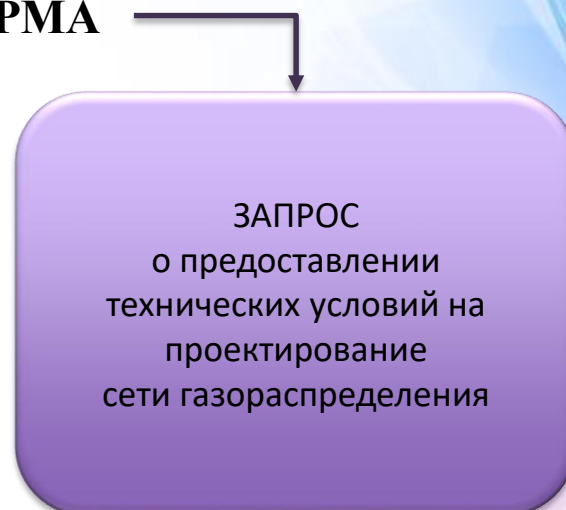 РМА
ЗАПРОС
о предоставлении
технических условий на
проектирование
сети газораспределения